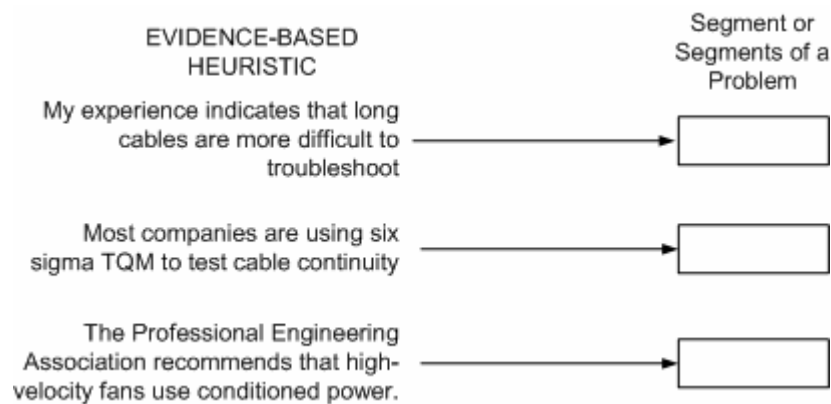 EVIDENCE-BASED
HEURISTIC
Segment or
Segments of a
Problem
My experience indicates that long
cables are more difficult to
troubleshoot
Most companies are using six
sigma TQM to test cable continuity
The Professional Engineering
Association recommends that high-
velocity fans use conditioned power.